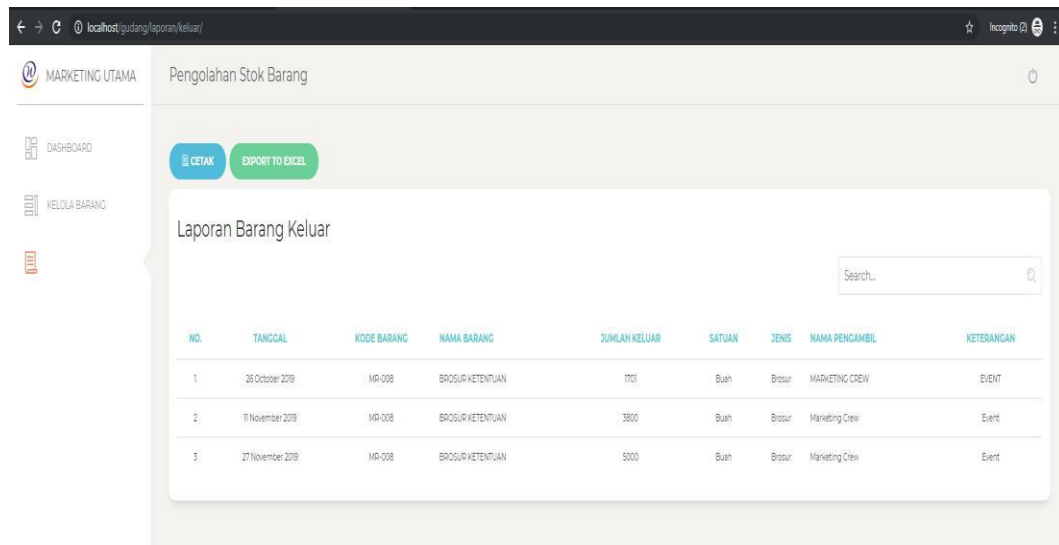 localhost/gudang/laporan/keluar/ Incognito (2)
MARKETING UTAMA Pengolahan Stok Barang
DASHBOARD
CETAK EXPORT TO EXCEL
KELOLA BARANG
Laporan Barang Keluar
Search...
NO. TANGGAL KODE BARANG NAMA BARANG JUMLAH KELUAR SATUAN JENIS NAMA PENGAMBIL KETERANGAN
1 26 October 2019 MR-008 BROSUR KETENTUAN 1701 Buah Brosur MARKETING CREW EVENT
2 11 November 2019 MR-008 BROSUR KETENTUAN 3800 Buah Brosur Marketing Crew Event
3 27 November 2019 MR-008 BROSUR KETENTUAN 5000 Buah Brosur Marketing Crew Event